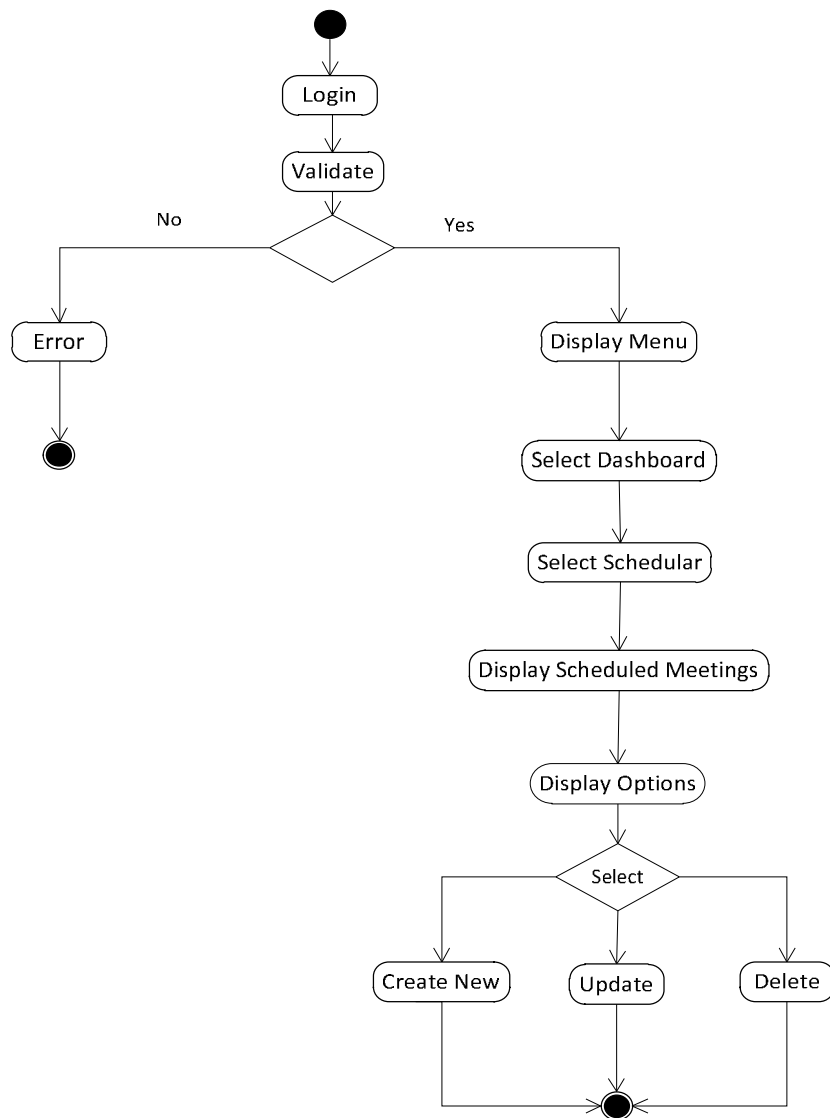 Login
Validate
No
Yes
Error
Display Menu
Select Dashboard
Select Schedular
Display Scheduled Meetings
Display Options
Select
Create New
Update
Delete